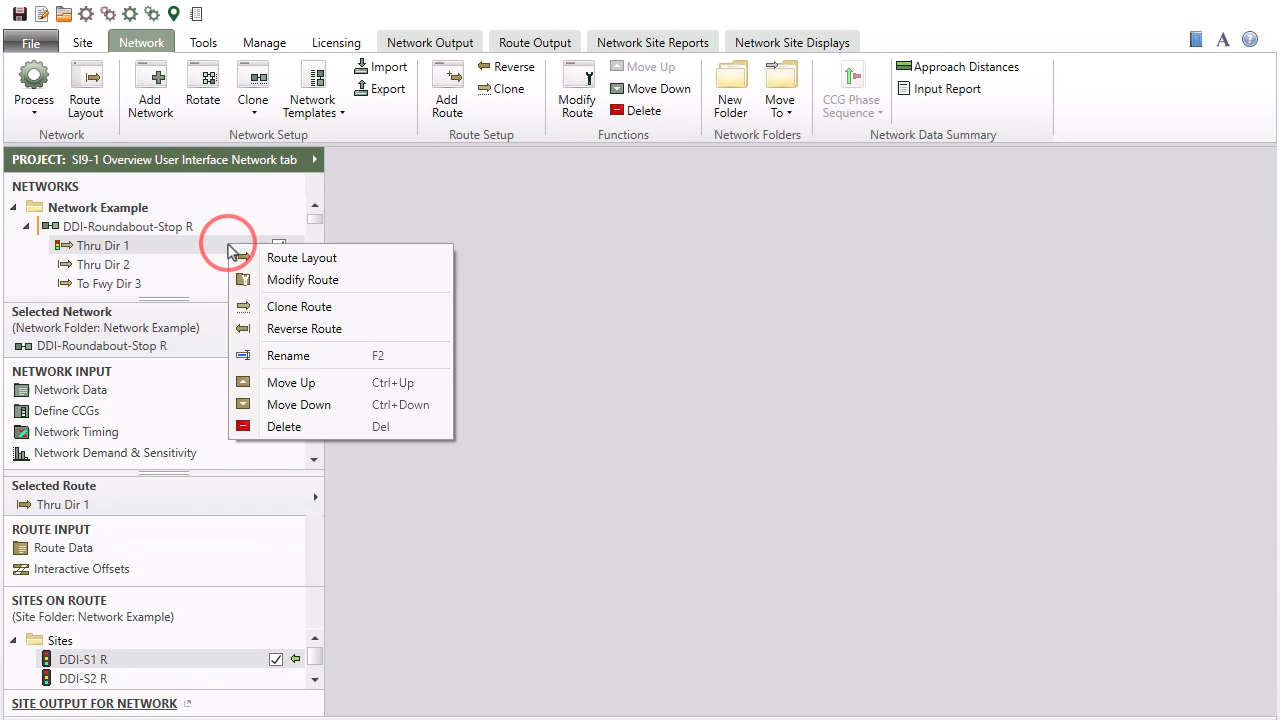 File Site Network Tools Manage Licensing Network Output Route Output Network Site Reports Network Site Displays
Process
Route Layout
Network
Add Network
Rotate
Clone
Network Templates
Import
Export
Network Setup
Add Route
Reverse
Clone
Route Setup
Modify Route
Move Up
Move Down
Delete
Functions
New Folder
Move To
Network Folders
CCG Phase Sequence
Approach Distances
Input Report
Network Data Summary
PROJECT: SI9-1 Overview User Interface Network tab
NETWORKS
Network Example
DDI-Roundabout-Stop R
Thru Dir 1
Thru Dir 2
To Fwy Dir 3
Route Layout
Modify Route
Clone Route
Reverse Route
Rename F2
Move Up Ctrl+Up
Move Down Ctrl+Down
Delete Del
Selected Network
(Network Folder: Network Example)
DDI-Roundabout-Stop R
NETWORK INPUT
Network Data
Define CCGs
Network Timing
Network Demand & Sensitivity
Selected Route
Thru Dir 1
ROUTE INPUT
Route Data
Interactive Offsets
SITES ON ROUTE
(Site Folder: Network Example)
Sites
DDI-S1 R
DDI-S2 R
SITE OUTPUT FOR NETWORK